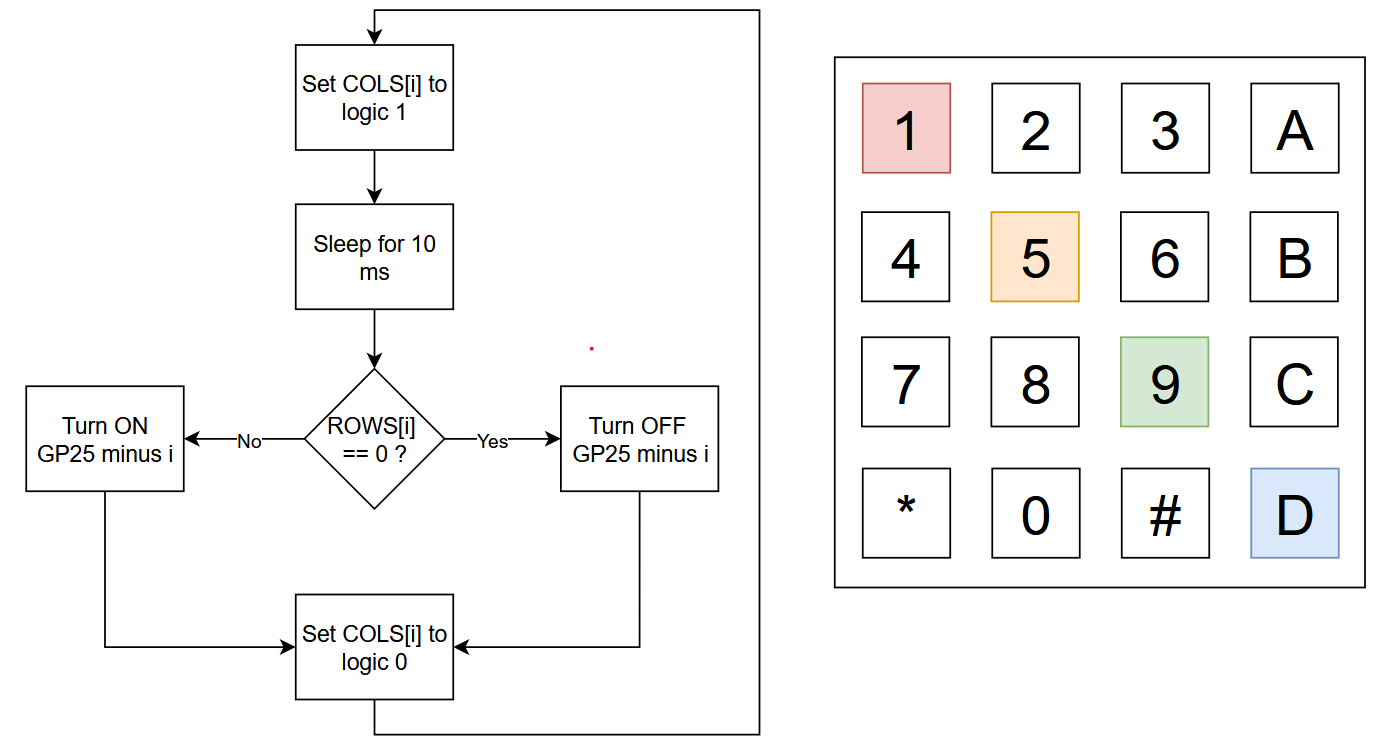 Set COLS[i] to
logic 1
Sleep for 10
ms
ROWS[i]
== 0 ?
No
Yes
Turn ON
GP25 minus i
Turn OFF
GP25 minus i
Set COLS[i] to
logic 0
1 2 3 A
4 5 6 B
7 8 9 C
* 0 # D